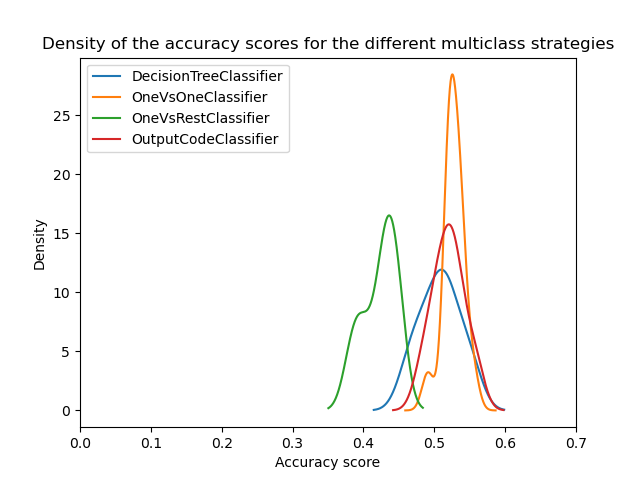 Density of the accuracy scores for the different multiclass strategies
DecisionTreeClassifier
OneVsOneClassifier
OneVsRestClassifier
OutputCodeClassifier
25
20
15
10
5
0
Density
0.0 0.1 0.2 0.3 0.4 0.5 0.6 0.7
Accuracy score